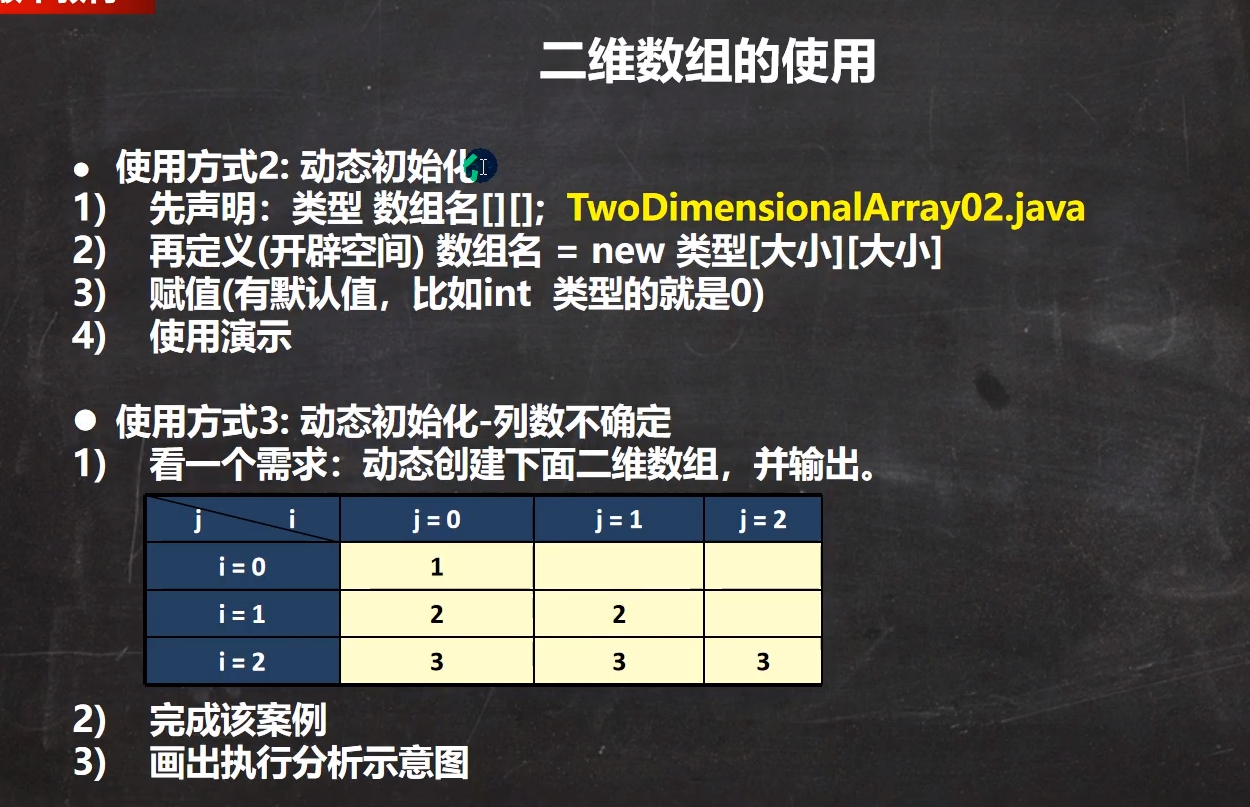 二维数组的使用
● 使用方式2: 动态初始化
1) 先声明：类型 数组名[][]; TwoDimensionalArray02.java
2) 再定义(开辟空间) 数组名 = new 类型[大小][大小]
3) 赋值(有默认值，比如int 类型的就是0)
4) 使用演示
● 使用方式3: 动态初始化-列数不确定
1) 看一个需求：动态创建下面二维数组，并输出。
j i j = 0 j = 1 j = 2
i = 0 1
i = 1 2 2
i = 2 3 3 3
2) 完成该案例
3) 画出执行分析示意图